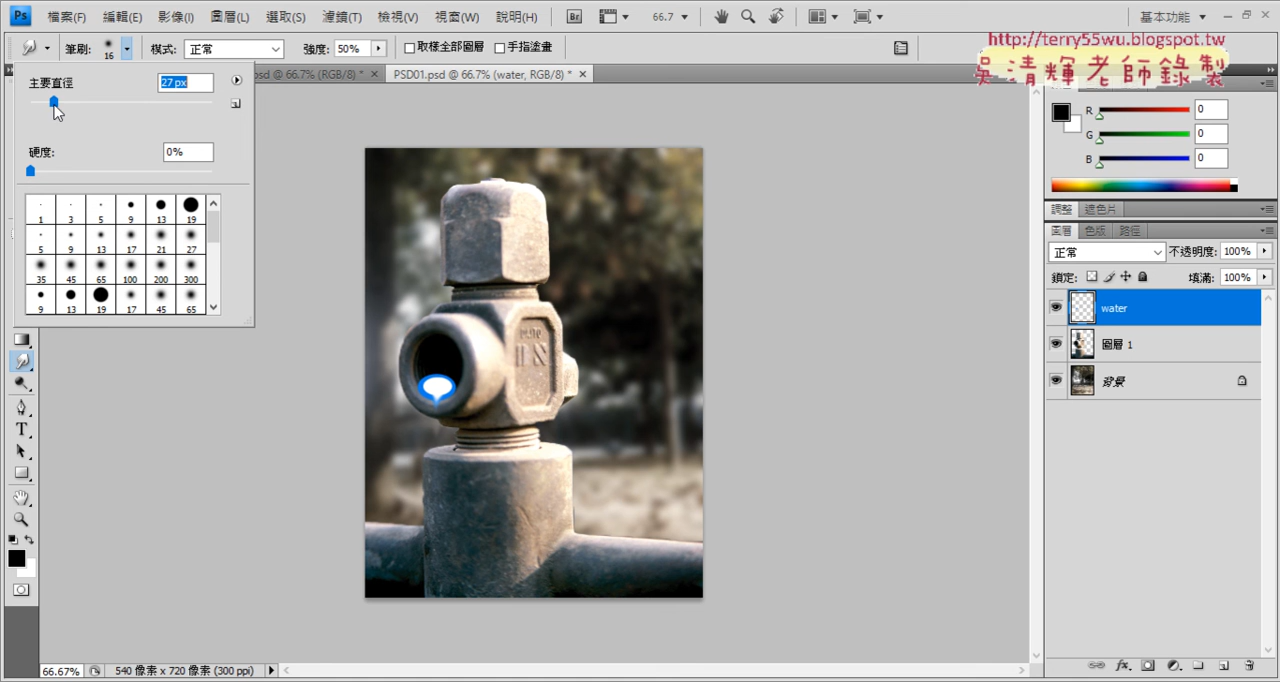 Ps 檔案(F) 編輯(E) 影像(I) 圖層(L) 選取(S) 濾鏡(T) 檢視(V) 視窗(W) 說明(H) Br 66.7 基本功能
筆刷: 16 模式: 正常 強度: 50% 取樣全部圖層 手指塗畫
http://terry55wu.blogspot.tw
吳清輝老師錄製
psd @ 66.7% (RGB/8) * × PSD01.psd @ 66.7% (water, RGB/8) * ×
主要直徑 27 px
硬度: 0%
1 3 5 9 13 19
5 9 13 17 21 27
35 45 65 100 200 300
9 13 19 17 45 65
R 0
G 0
B 0
調整 遮色片
圖層 色版 路徑
正常 不透明度: 100%
鎖定: 填滿: 100%
water
圖層 1
背景
T
fx
66.67% 540 像素 x 720 像素 (300 ppi)